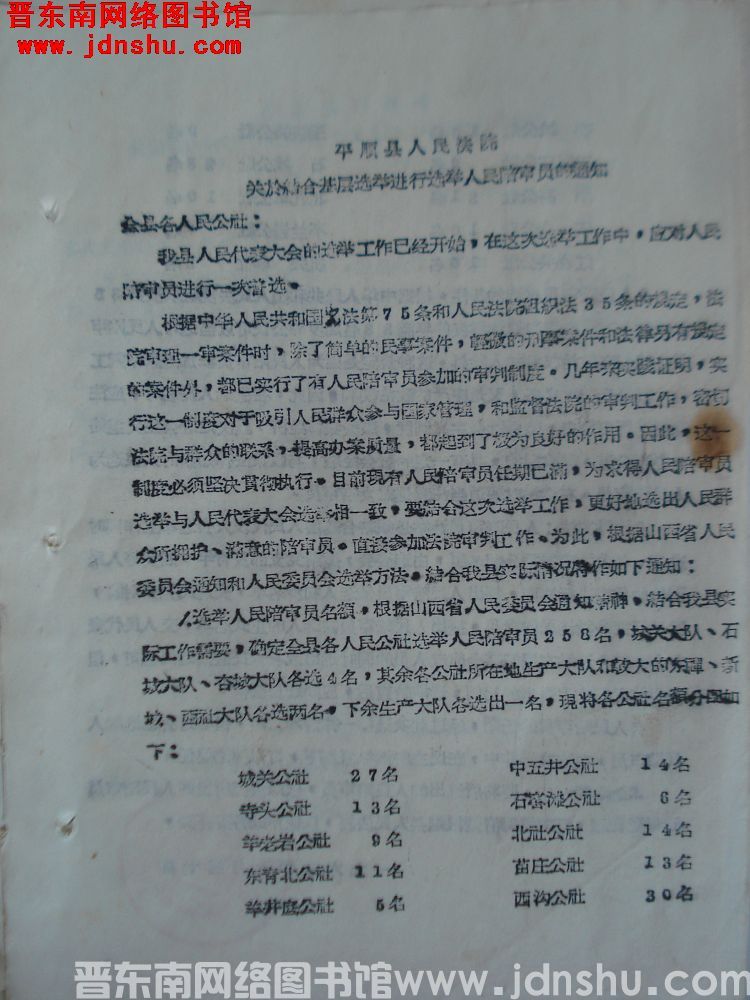 晋东南网络图书馆
www.jdnshu.com
平顺县人民法院
关於结合基层选举进行选举人民陪审员的通知
全县各人民公社：
我县人民代表大会的选举工作已经开始，在这次选举工作中，应对人民
陪审员进行一次普选。
根据中华人民共和国宪法第75条和人民法院组织法35条的规定，法
院审理一审案件时，除了简单的民事案件，轻微的刑事案件和法律另有规定
的案件外，都已实行了有人民陪审员参加的审判制度。几年来实践证明，实
行这一制度对于吸引人民群众参与国家管理，和监督法院的审判工作，密切
法院与群众的联系，提高办案质量，都起到了极为良好的作用。因此，这一
制度必须坚决贯彻执行。目前现有人民陪审员任期已满，为求得人民陪审员
选举与人民代表大会选举相一致，要结合这次选举工作，更好地选出人民群
众所拥护、满意的陪审员。直接参加法院审判工作。为此，根据山西省人民
委员会通知和人民委员会选举方法。结合我县实际情况特作如下通知：
1.选举人民陪审员名额。根据山西省人民委员会通知精神，结合我县实
际工作需要，确定全县各人民公社选举人民陪审员258名，城关大队、石
城大队、杏城大队各选4名，其余各公社所在地生产大队和较大的东禪、新
城、西社大队各选两名。下余生产大队各选出一名，现将各公社名额分配如
下：
城关公社 27名 中五井公社 14名
寺头公社 13名 石窑滩公社 6名
羊老岩公社 9名 北社公社 14名
东寺头公社 11名 苗庄公社 13名
羊井底公社 5名 西沟公社 30名
晋东南网络图书馆www.jdnshu.com